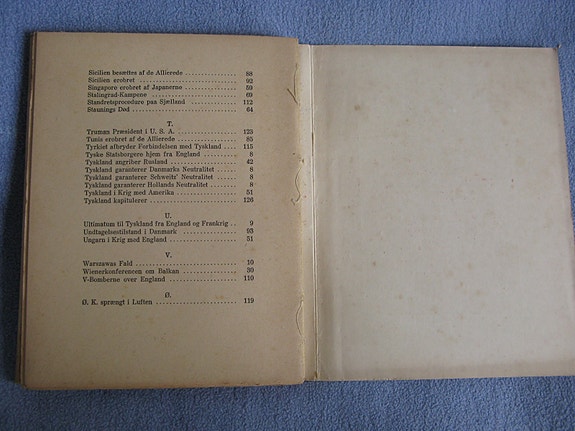 Sicilien besættes af de Allierede .................. 88
Sicilien erobret .................. 92
Singapore erobret af Japanerne .................. 59
Stalingrad-Kampene .................. 69
Standretsprocedure paa Sjælland .................. 112
Staunings Død .................. 64
T.
Truman Præsident i U. S. A. .................. 123
Tunis erobret af de Allierede .................. 85
Tyrkiet afbryder Forbindelsen med Tyskland .................. 115
Tyske Statsborgere hjem fra England .................. 8
Tyskland angriber Rusland .................. 42
Tyskland garanterer Danmarks Neutralitet .................. 8
Tyskland garanterer Schweits' Neutralitet .................. 8
Tyskland garanterer Hollands Neutralitet .................. 8
Tyskland i Krig med Amerika .................. 51
Tyskland kapitulerer .................. 126
U.
Ultimatum til Tyskland fra England og Frankrig .. 9
Undtagelsestilstand i Danmark .................. 93
Ungarn i Krig med England .................. 51
V.
Warszawas Fald .................. 10
Wienerkonferencen om Balkan .................. 30
V-Bomberne over England .................. 110
Ø.
Ø. K. sprængt i Luften .................. 119